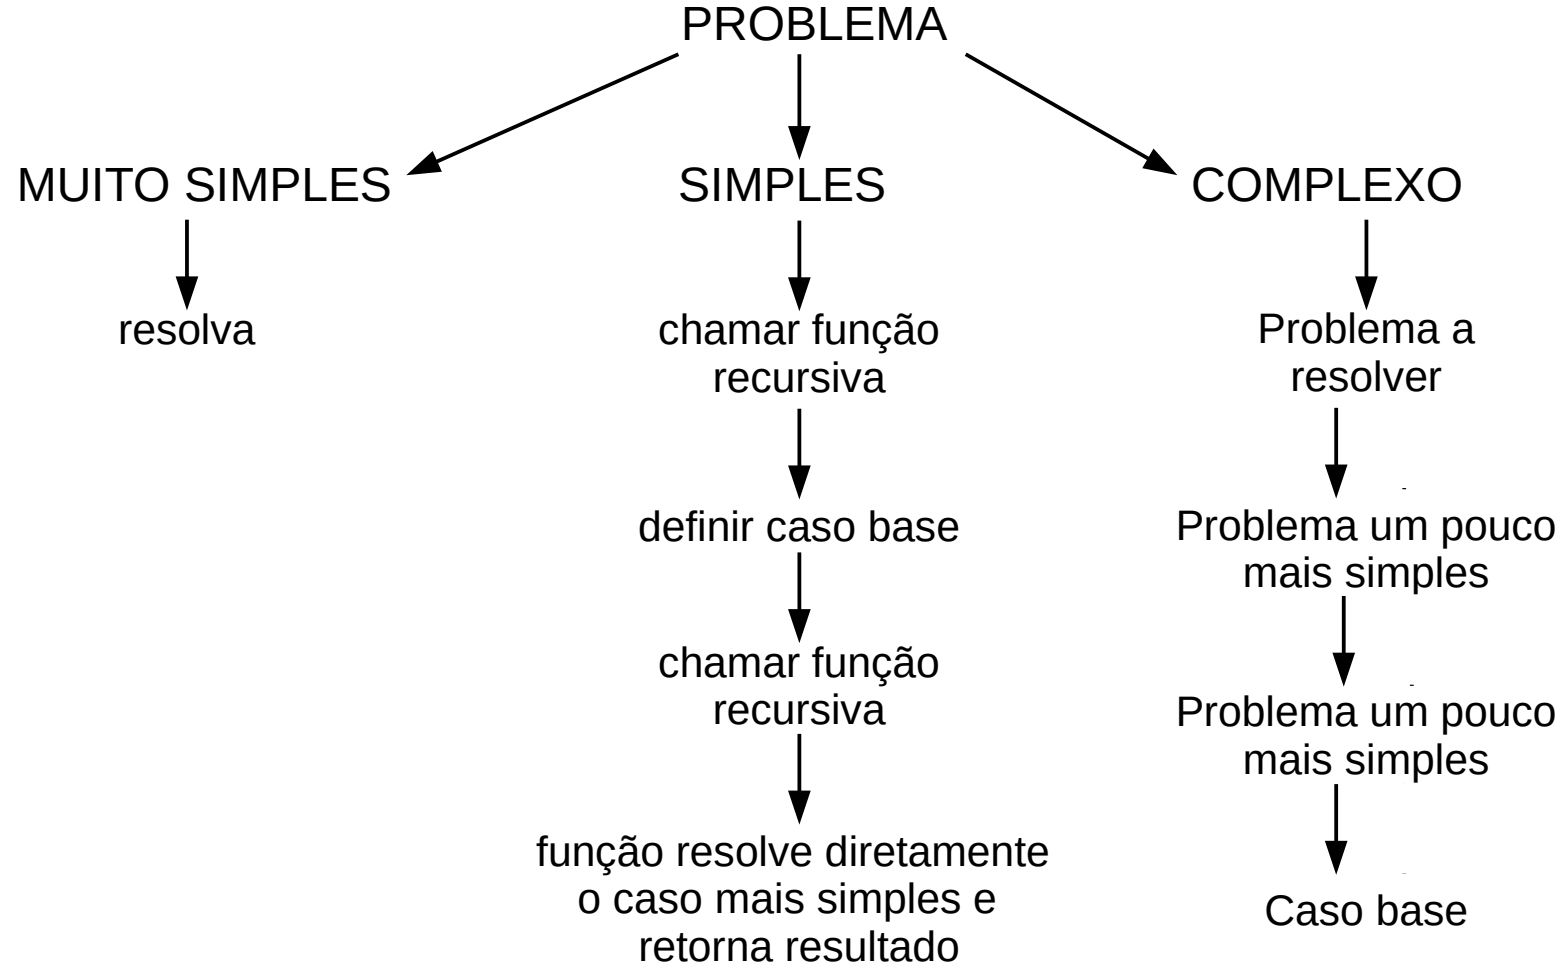 PROBLEMA
MUITO SIMPLES
resolva
SIMPLES
chamar função
recursiva
definir caso base
chamar função
recursiva
função resolve diretamente
o caso mais simples e
retorna resultado
COMPLEXO
Problema a
resolver
Problema um pouco
mais simples
Problema um pouco
mais simples
Caso base